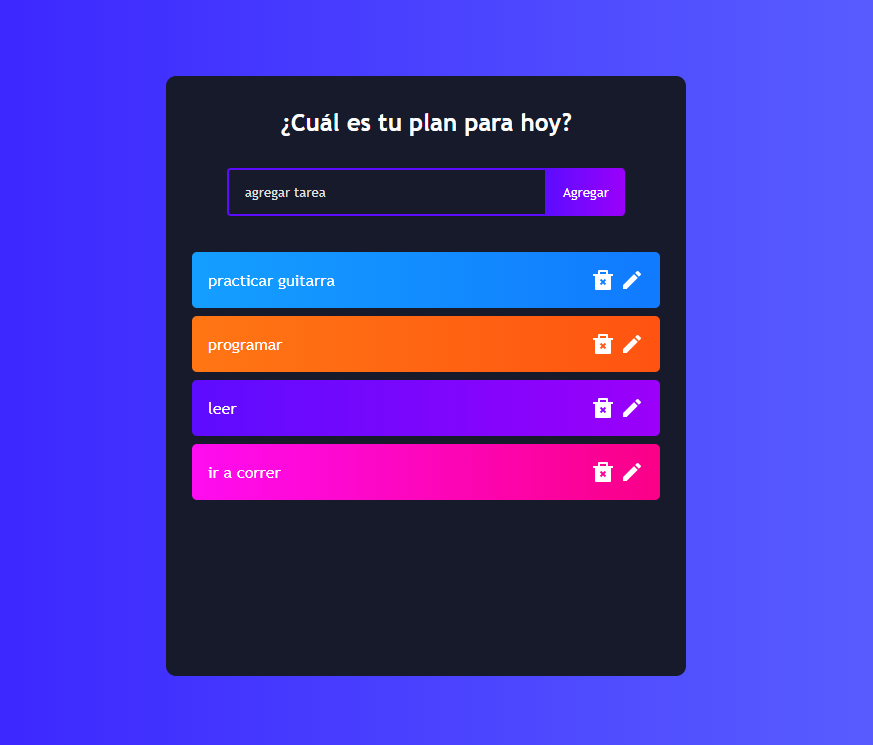 ¿Cuál es tu plan para hoy?
agregar tarea
Agregar
practicar guitarra
programar
leer
ir a correr